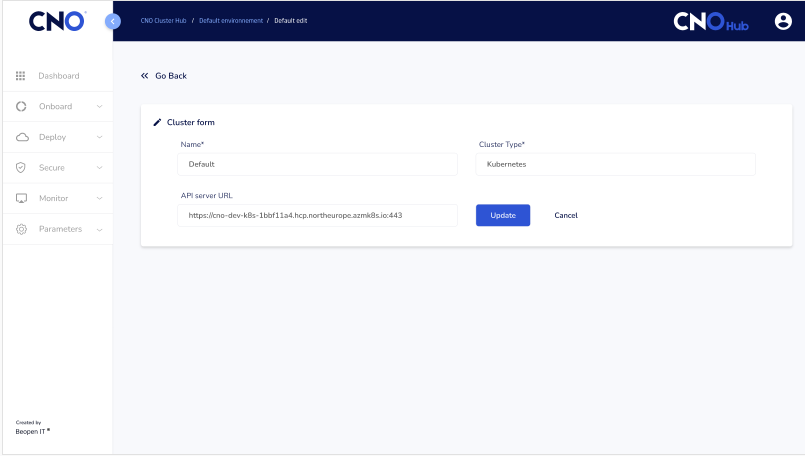 CNO
CNO Cluster Hub / Default environnement / Default edit
CNO Hub
Dashboard
Onboard
Deploy
Secure
Monitor
Parameters
Go Back
Cluster form
Name*
Cluster Type*
Default
Kubernetes
API server URL
https://cno-dev-k8s-1bbf11a4.hcp.northeurope.azmk8s.io:443
Update
Cancel
Created by
Beopen IT